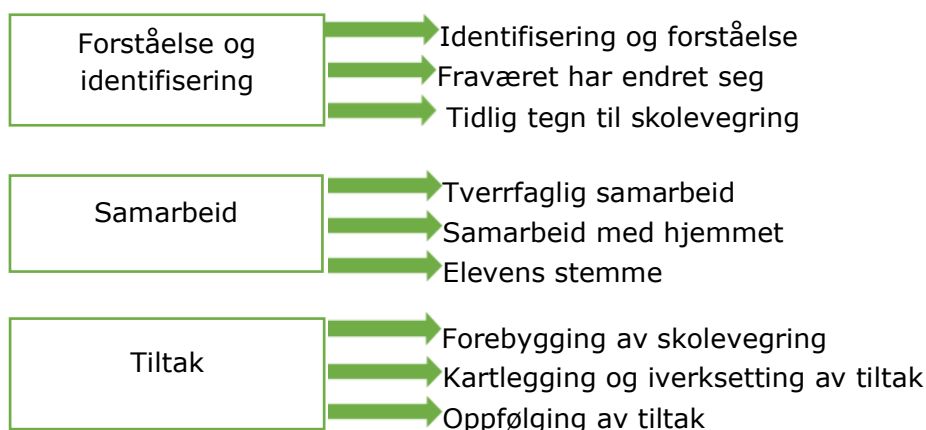 Forståelse og
identifisering
Identifisering og forståelse
Fraværet har endret seg
Tidlig tegn til skolevegring
Samarbeid
Tverrfaglig samarbeid
Samarbeid med hjemmet
Elevens stemme
Tiltak
Forebygging av skolevegring
Kartlegging og iverksetting av tiltak
Oppfølging av tiltak